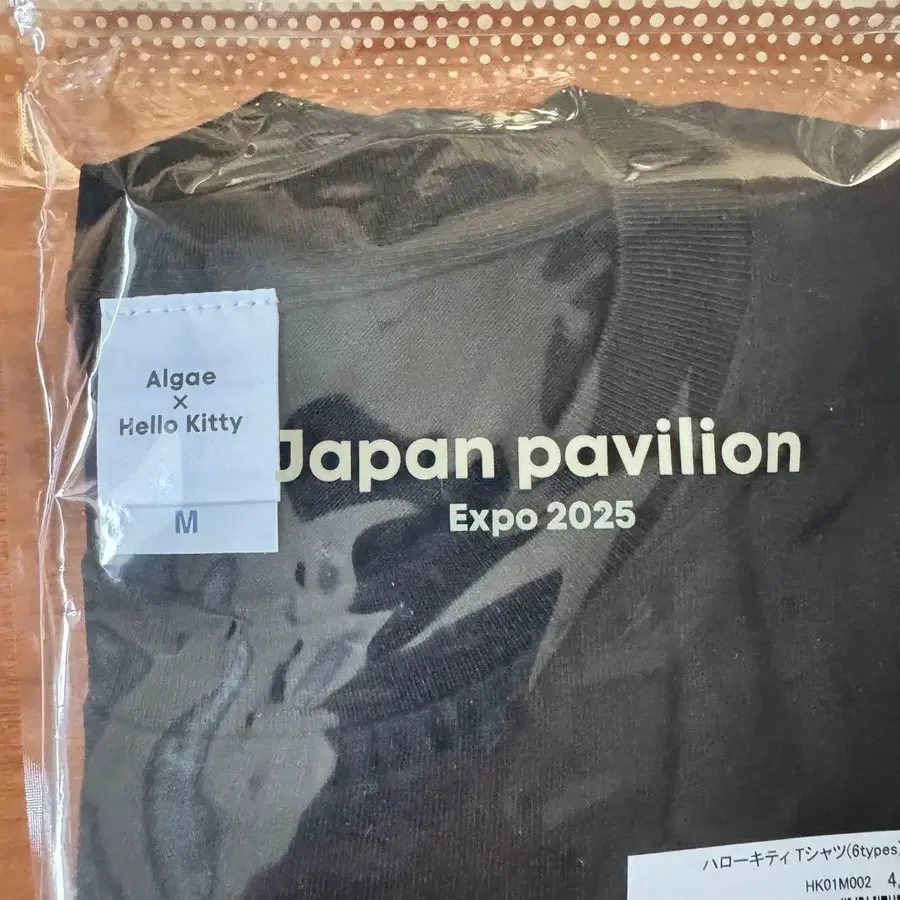 Algae
×
Hello Kitty
M
Japan pavilion
Expo 2025
ハローキティ Tシャツ(6types)
HK01M002 4,